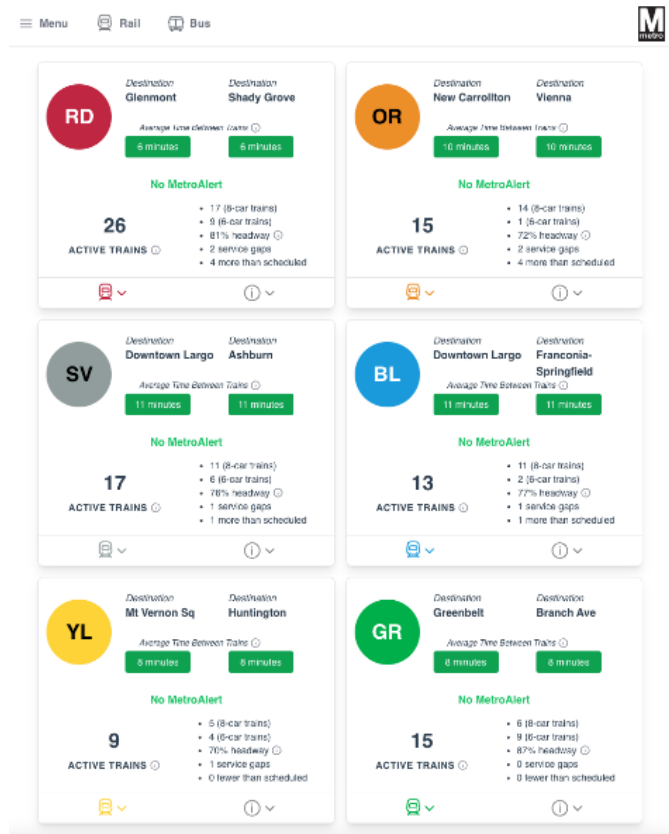 Menu Rail Bus
M
metro
RD
Destination Destination
Glenmont Shady Grove
Average Time Between Trains
6 minutes 6 minutes
No MetroAlert
26
ACTIVE TRAINS
• 17 (8-car trains)
• 9 (6-car trains)
• 81% headway
• 2 service gaps
• 4 more than scheduled
OR
Destination Destination
New Carrollton Vienna
Average Time Between Trains
10 minutes 10 minutes
No MetroAlert
15
ACTIVE TRAINS
• 14 (8-car trains)
• 1 (6-car trains)
• 72% headway
• 2 service gaps
• 4 more than scheduled
SV
Destination Destination
Downtown Largo Ashburn
Average Time Between Trains
11 minutes 11 minutes
No MetroAlert
17
ACTIVE TRAINS
• 11 (8-car trains)
• 6 (6-car trains)
• 76% headway
• 1 service gaps
• 1 more than scheduled
BL
Destination Destination
Downtown Largo Franconia-
Springfield
Average Time Between Trains
11 minutes 11 minutes
No MetroAlert
13
ACTIVE TRAINS
• 11 (8-car trains)
• 2 (6-car trains)
• 77% headway
• 1 service gaps
• 1 more than scheduled
YL
Destination Destination
Mt Vernon Sq Huntington
Average Time Between Trains
8 minutes 8 minutes
No MetroAlert
9
ACTIVE TRAINS
• 5 (8-car trains)
• 4 (6-car trains)
• 70% headway
• 1 service gaps
• 0 fewer than scheduled
GR
Destination Destination
Greenbelt Branch Ave
Average Time Between Trains
8 minutes 8 minutes
No MetroAlert
15
ACTIVE TRAINS
• 6 (8-car trains)
• 9 (6-car trains)
• 87% headway
• 0 service gaps
• 0 fewer than scheduled